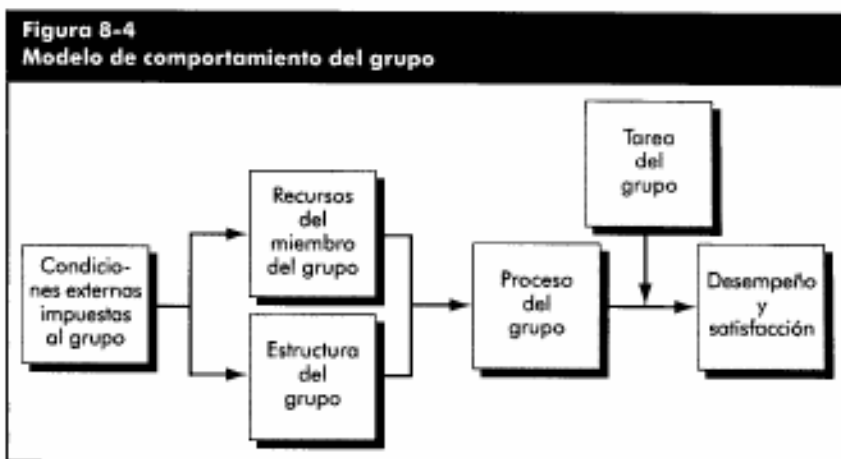 Figura 8-4
Modelo de comportamiento del grupo
Condicio-
nes externas
impuestas
al grupo
Recursos
del
miembro
del grupo
Estructura
del
grupo
Proceso
del
grupo
Tarea
del
grupo
Desempeño
y
satisfacción